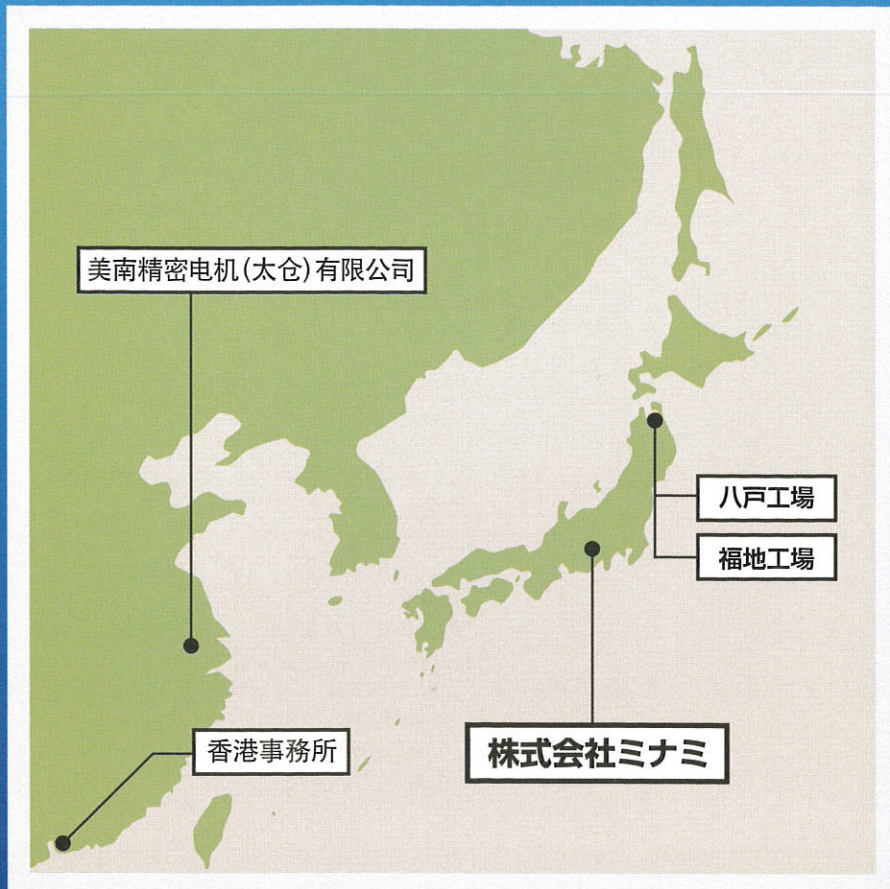 美南精密电机(太仓)有限公司
八戸工場
福地工場
香港事務所
株式会社ミナミ